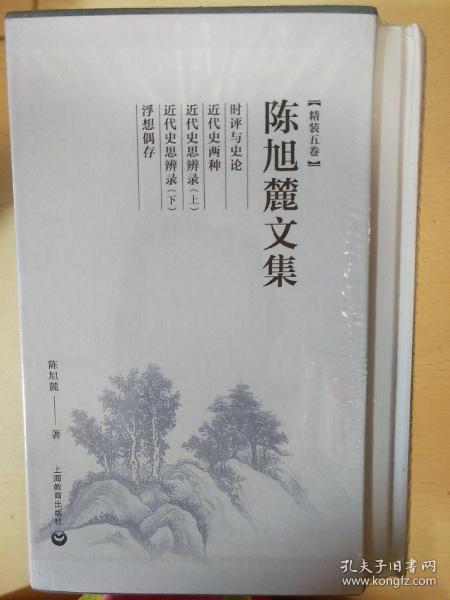 【精装五卷】
陈旭麓文集
时评与史论
近代史两种
近代史思辨录（上）
近代史思辨录（下）
浮想偶存
陈旭麓——著
上海教育出版社
孔夫子旧书网
www.kongfz.com